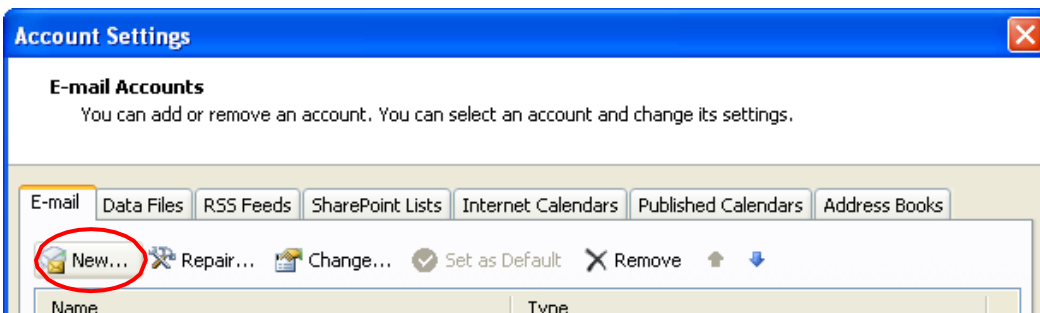 Account Settings
E-mail Accounts
You can add or remove an account. You can select an account and change its settings.
E-mail Data Files RSS Feeds SharePoint Lists Internet Calendars Published Calendars Address Books
New... Repair... Change... Set as Default Remove
Name Type